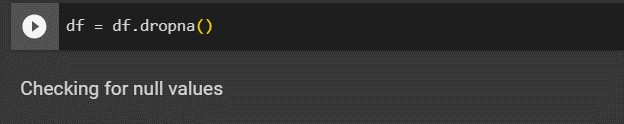 df = df.dropna()
Checking for null values